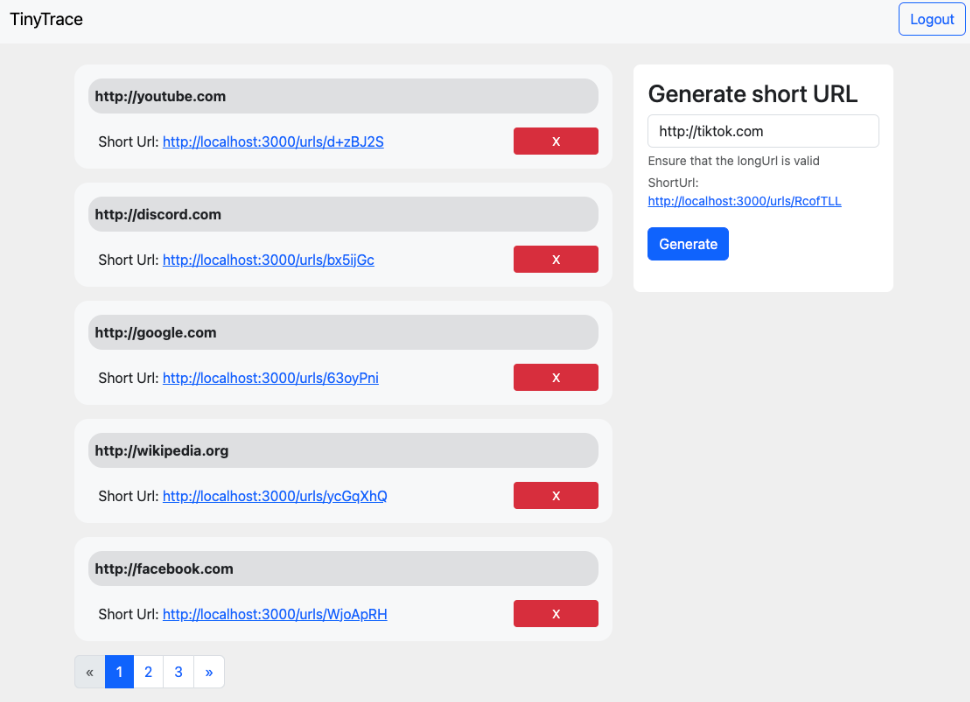 TinyTrace
Logout
http://youtube.com
Short Url: http://localhost:3000/urls/d+zBJ2S
X
http://discord.com
Short Url: http://localhost:3000/urls/bx5ijGc
X
http://google.com
Short Url: http://localhost:3000/urls/63oyPni
X
http://wikipedia.org
Short Url: http://localhost:3000/urls/ycGqXhQ
X
http://facebook.com
Short Url: http://localhost:3000/urls/WjoApRH
X
« 1 2 3 »
Generate short URL
http://tiktok.com
Ensure that the longUrl is valid
ShortUrl:
http://localhost:3000/urls/RcofTLL
Generate